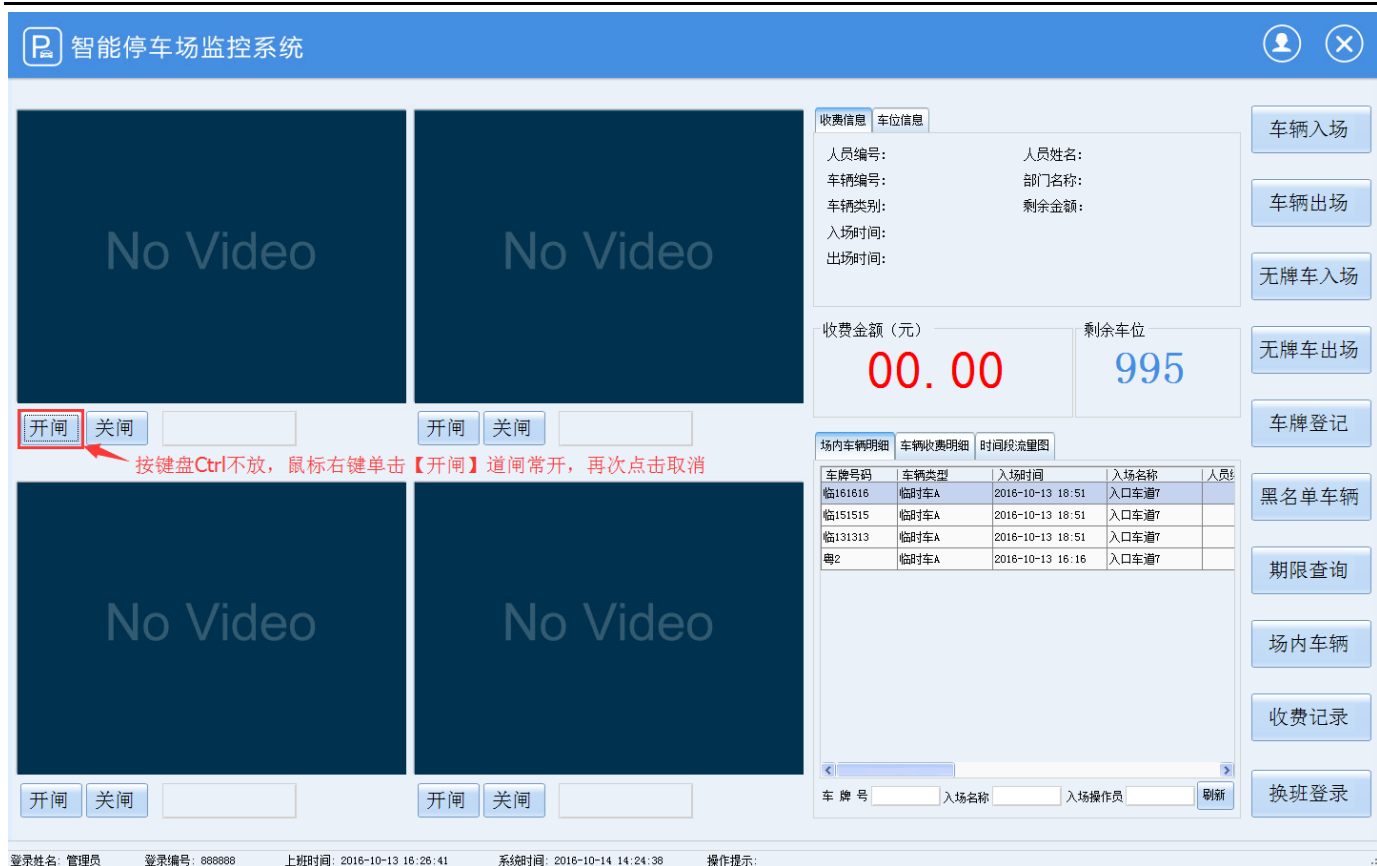 智能停车场监控系统
No Video
No Video
开闸 关闸
开闸 关闸
按键盘Ctrl不放，鼠标右键单击【开闸】道闸常开，再次点击取消
No Video
No Video
开闸 关闸
开闸 关闸
收费信息 车位信息
人员编号: 人员姓名:
车辆编号: 部门名称:
车辆类别: 剩余金额:
入场时间:
出场时间:
收费金额（元） 剩余车位
00.00 995
场内车辆明细 车辆收费明细 时间段流量图
车牌号码 车辆类型 入场时间 入场名称 人员
临161616 临时车A 2016-10-13 18:51 入口车道7
临151515 临时车A 2016-10-13 18:51 入口车道7
临131313 临时车A 2016-10-13 18:51 入口车道7
粤2 临时车A 2016-10-13 16:16 入口车道7
车 牌 号 入场名称 入场操作员 刷新
车辆入场
车辆出场
无牌车入场
无牌车出场
车牌登记
黑名单车辆
期限查询
场内车辆
收费记录
换班登录
登录姓名: 管理员 登录编号: 888888 上班时间: 2016-10-13 16:26:41 系统时间: 2016-10-14 14:24:38 操作提示: